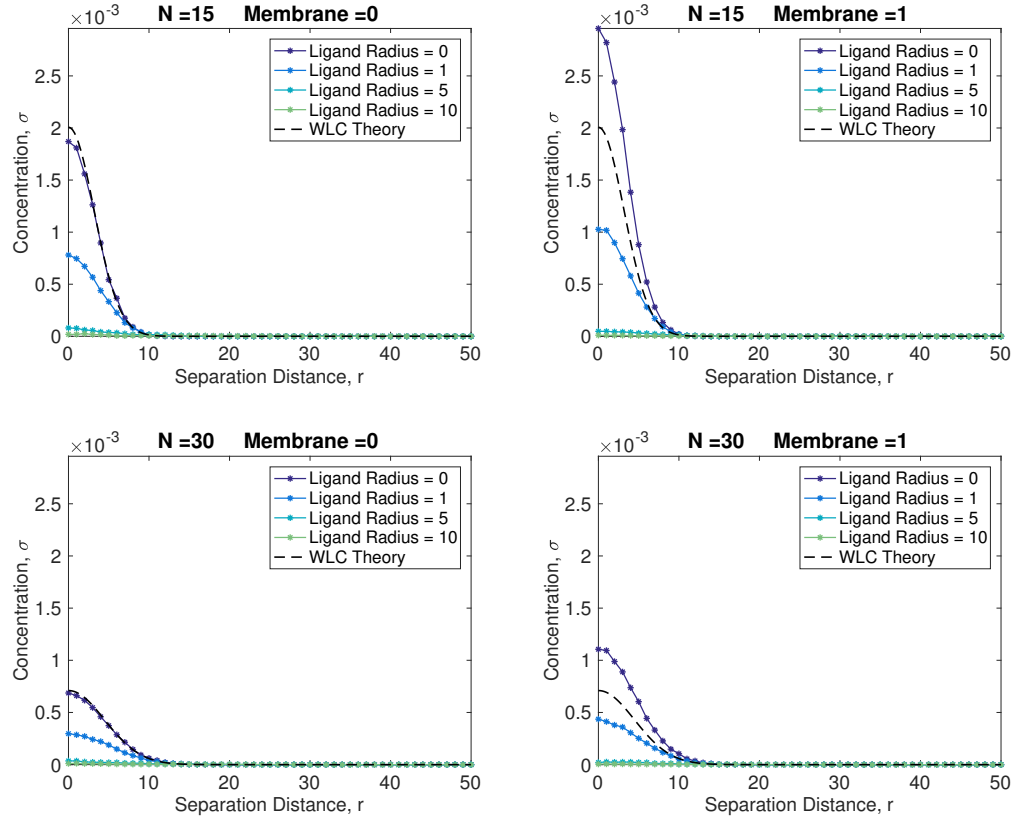 N =15 Membrane =0
×10-3
Concentration, σ
2.5
2
1.5
1
0.5
0
0 10 20 30 40 50
Separation Distance, r
Ligand Radius = 0
Ligand Radius = 1
Ligand Radius = 5
Ligand Radius = 10
WLC Theory
N =15 Membrane =1
×10-3
Concentration, σ
2.5
2
1.5
1
0.5
0
0 10 20 30 40 50
Separation Distance, r
Ligand Radius = 0
Ligand Radius = 1
Ligand Radius = 5
Ligand Radius = 10
WLC Theory
N =30 Membrane =0
×10-3
Concentration, σ
2.5
2
1.5
1
0.5
0
0 10 20 30 40 50
Separation Distance, r
Ligand Radius = 0
Ligand Radius = 1
Ligand Radius = 5
Ligand Radius = 10
WLC Theory
N =30 Membrane =1
×10-3
Concentration, σ
2.5
2
1.5
1
0.5
0
0 10 20 30 40 50
Separation Distance, r
Ligand Radius = 0
Ligand Radius = 1
Ligand Radius = 5
Ligand Radius = 10
WLC Theory